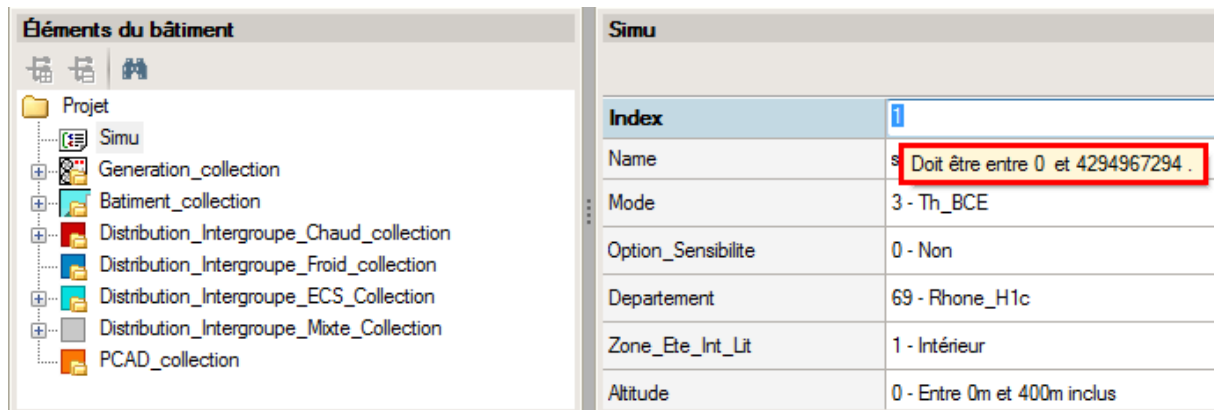 Éléments du bâtiment
Projet
Simu
Generation_collection
Batiment_collection
Distribution_Intergroupe_Chaud_collection
Distribution_Intergroupe_Froid_collection
Distribution_Intergroupe_ECS_Collection
Distribution_Intergroupe_Mixte_Collection
PCAD_collection
Simu
Index 1
Name s
Doit être entre 0 et 4294967294 .
Mode 3 - Th_BCE
Option_Sensibilite 0 - Non
Departement 69 - Rhone_H1c
Zone_Ete_Int_Lit 1 - Intérieur
Altitude 0 - Entre 0m et 400m inclus